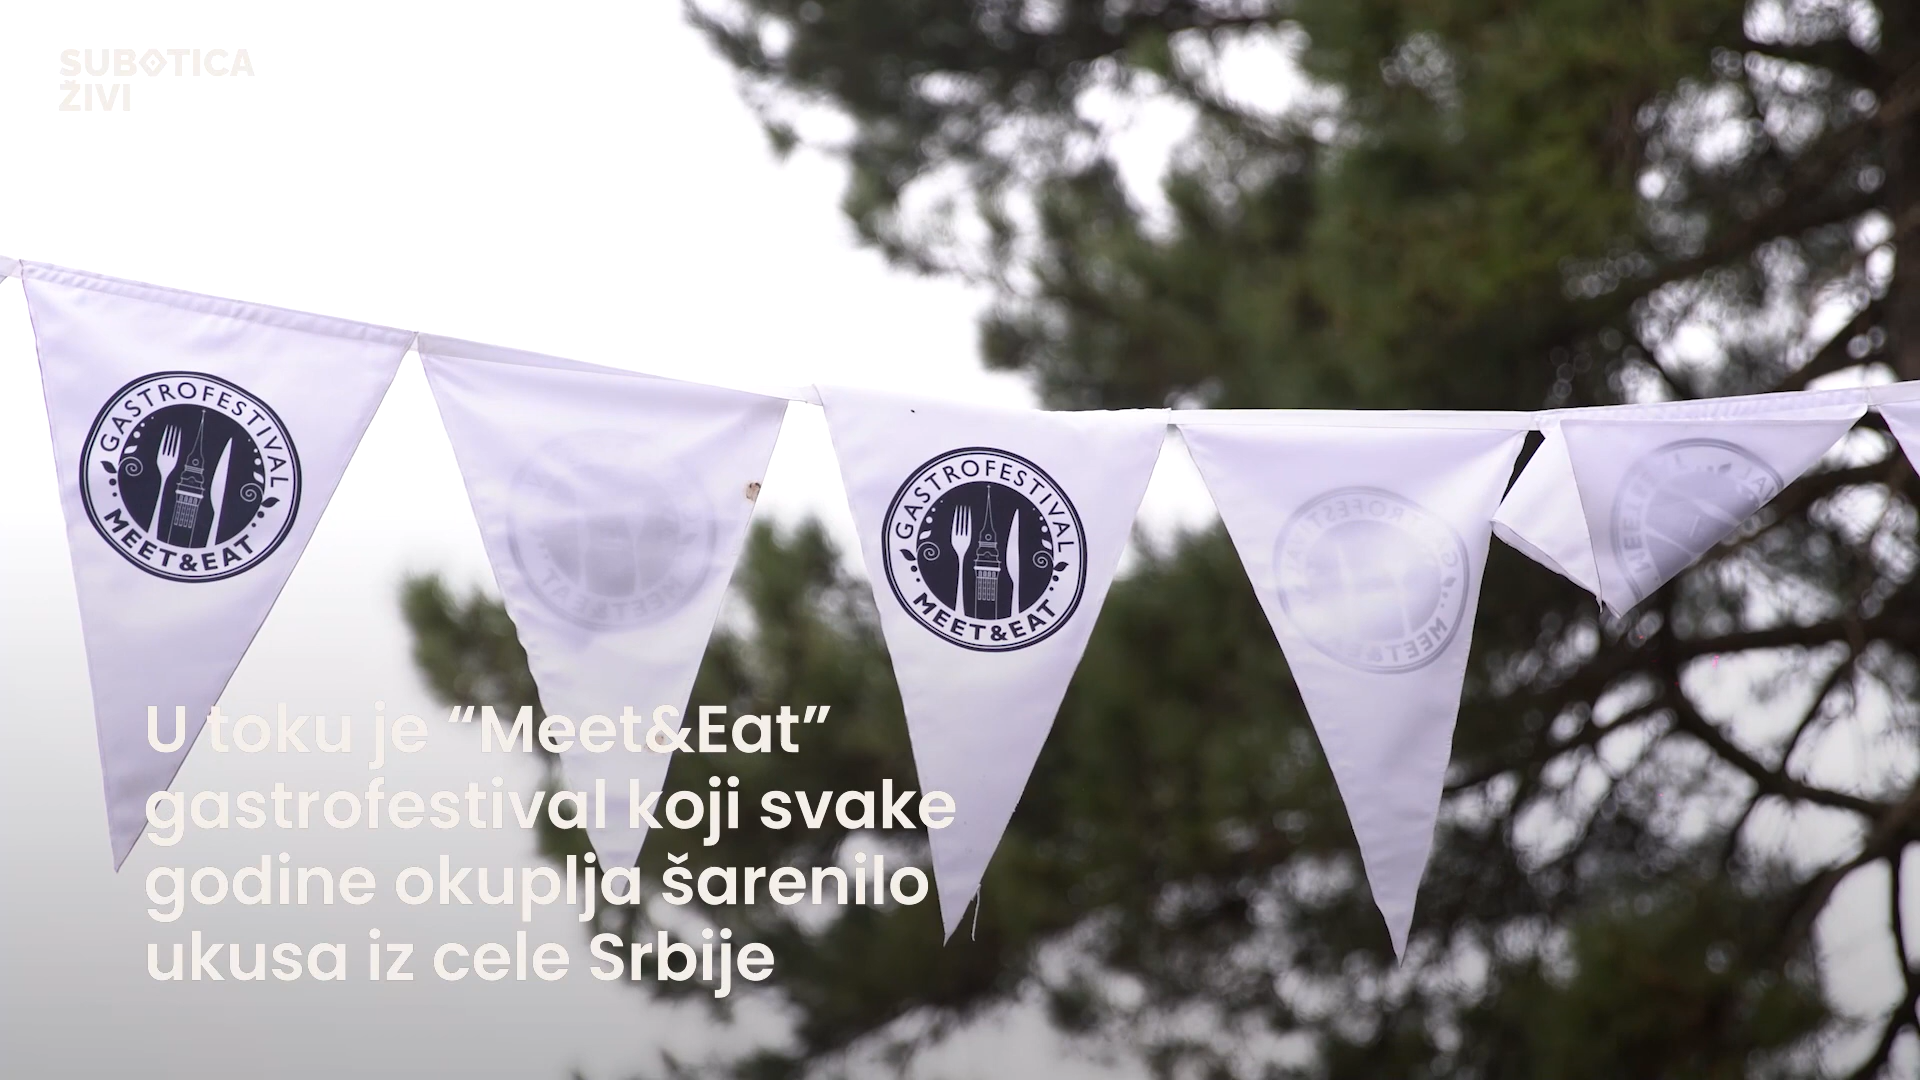 SUBOTICA
ŽIVI
GASTROFESTIVAL
MEET&EAT
GASTROFESTIVAL
MEET&EAT
U toku je “Meet&Eat”
gastrofestival koji svake
godine okuplja šarenilo
ukusa iz cele Srbije